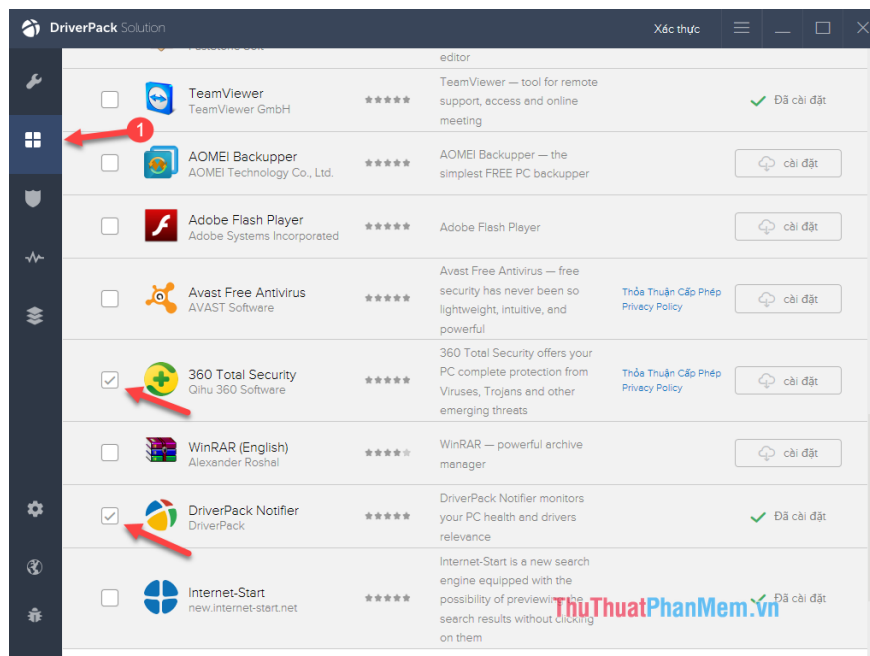 DriverPack Solution
Xác thực
editor
TeamViewer
TeamViewer GmbH
TeamViewer — tool for remote
support, access and online
meeting
Đã cài đặt
1
AOMEI Backupper
AOMEI Technology Co., Ltd.
AOMEI Backupper — the
simplest FREE PC backupper
cài đặt
Adobe Flash Player
Adobe Systems Incorporated
Adobe Flash Player
cài đặt
Avast Free Antivirus
AVAST Software
Avast Free Antivirus — free
security has never been so
lightweight, intuitive, and
powerful
Thỏa Thuận Cấp Phép
Privacy Policy
cài đặt
360 Total Security
Qihu 360 Software
360 Total Security offers your
PC complete protection from
Viruses, Trojans and other
emerging threats
Thỏa Thuận Cấp Phép
Privacy Policy
cài đặt
WinRAR (English)
Alexander Roshal
WinRAR — powerful archive
manager
cài đặt
DriverPack Notifier
DriverPack
DriverPack Notifier monitors
your PC health and drivers
relevance
Đã cài đặt
Internet-Start
new.internet-start.net
Internet-Start is a new search
engine equipped with the
possibility of previewing the
search results without clicking
on them
Đã cài đặt
ThuThuatPhanMem.vn